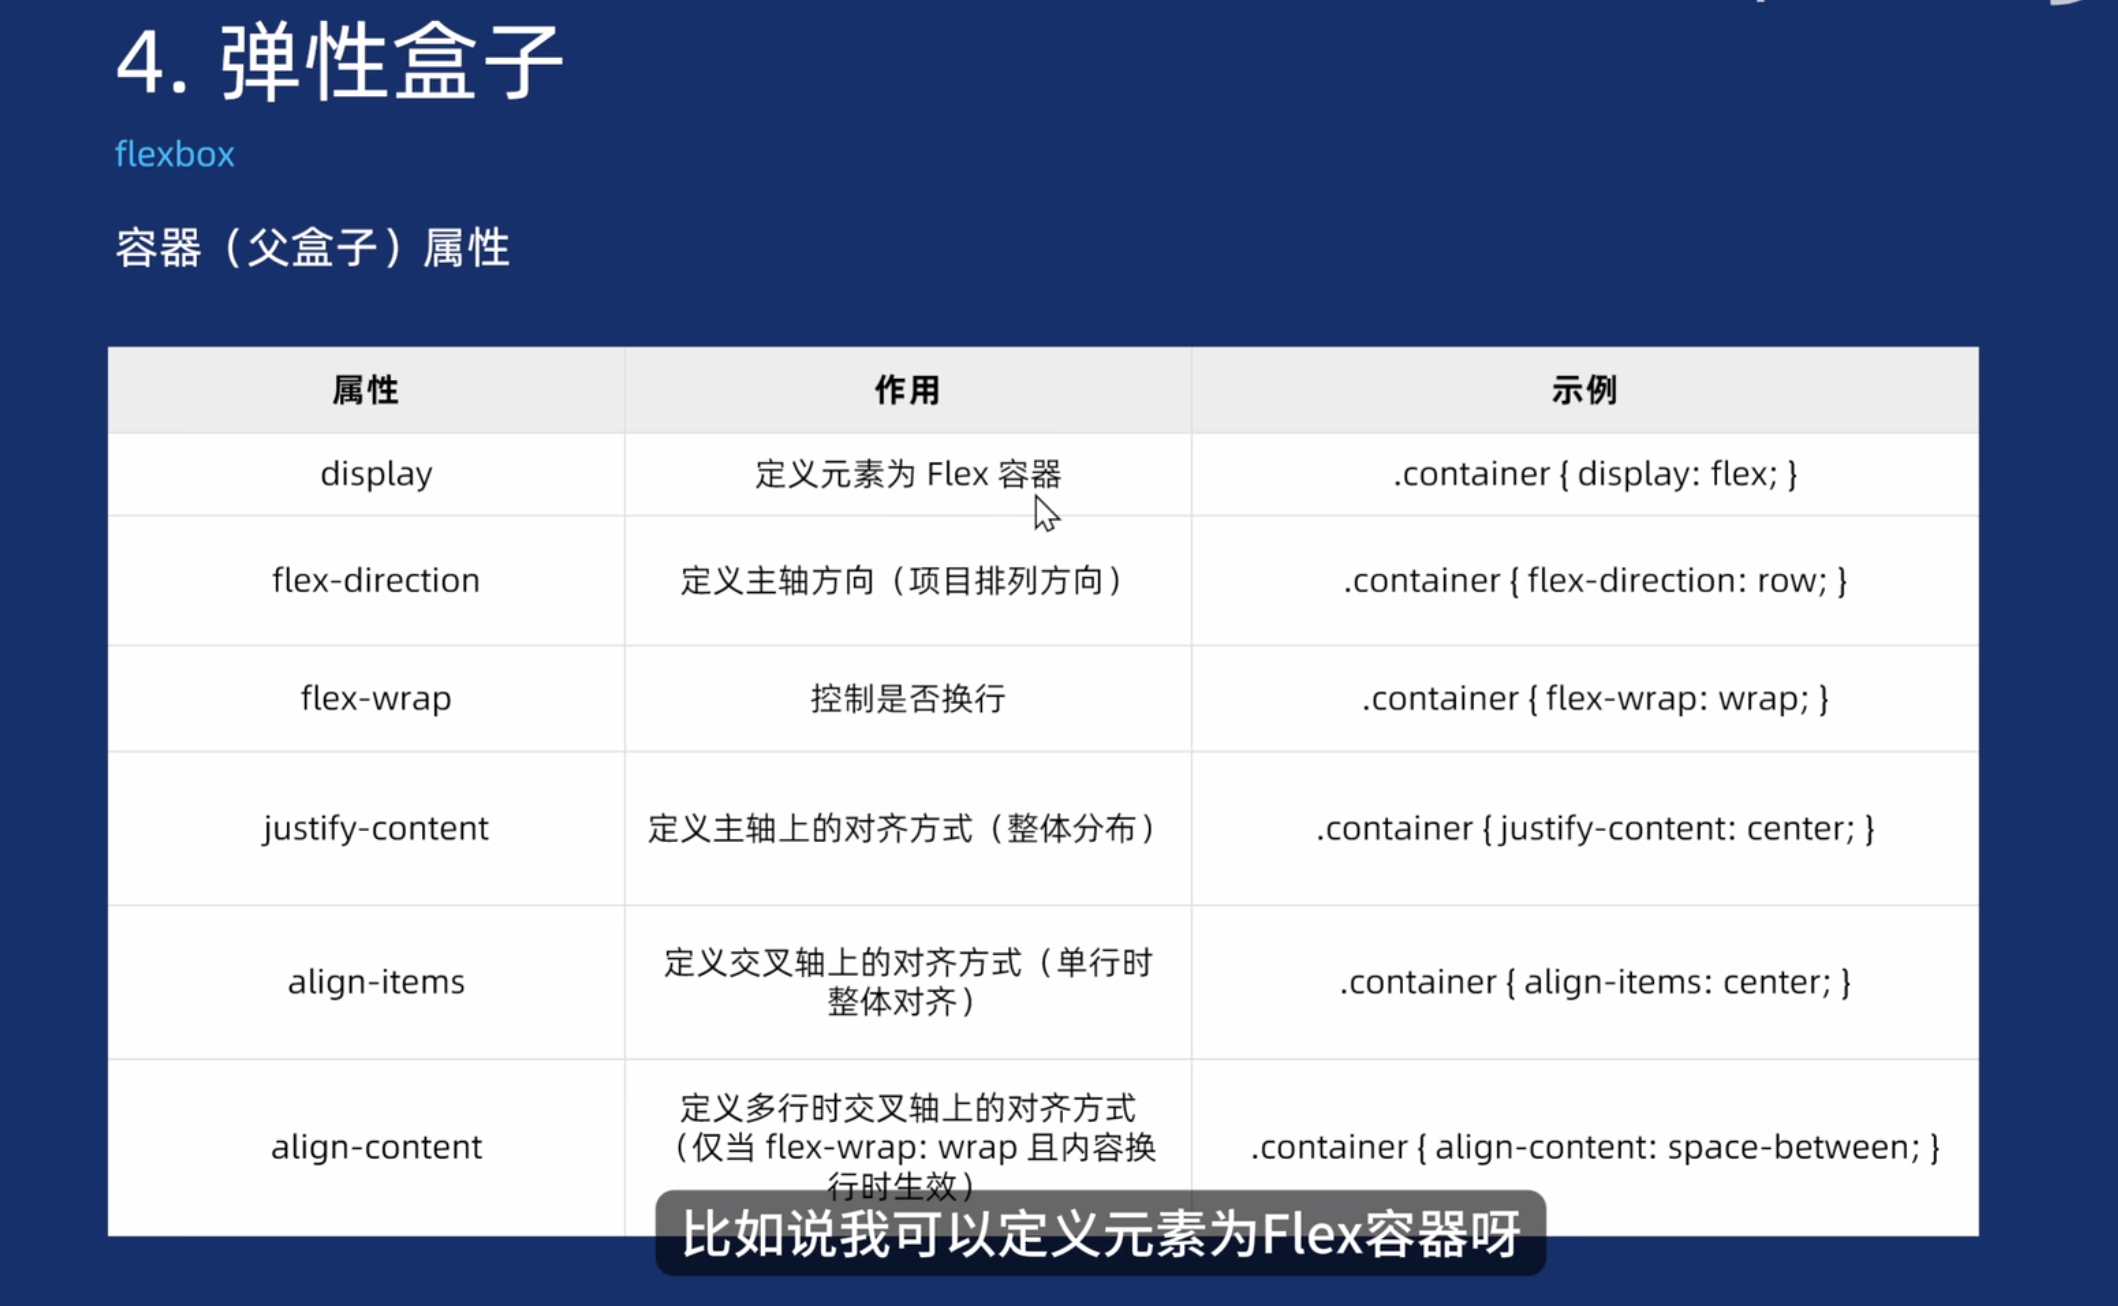 4. 弹性盒子
flexbox
容器（父盒子）属性
属性
作用
示例
display
定义元素为 Flex 容器
.container { display: flex; }
flex-direction
定义主轴方向（项目排列方向）
.container { flex-direction: row; }
flex-wrap
控制是否换行
.container { flex-wrap: wrap; }
justify-content
定义主轴上的对齐方式（整体分布）
.container { justify-content: center; }
align-items
定义交叉轴上的对齐方式（单行时
整体对齐）
.container { align-items: center; }
align-content
定义多行时交叉轴上的对齐方式
（仅当 flex-wrap: wrap 且内容换
行时生效）
.container { align-content: space-between; }
比如说我可以定义元素为Flex容器呀